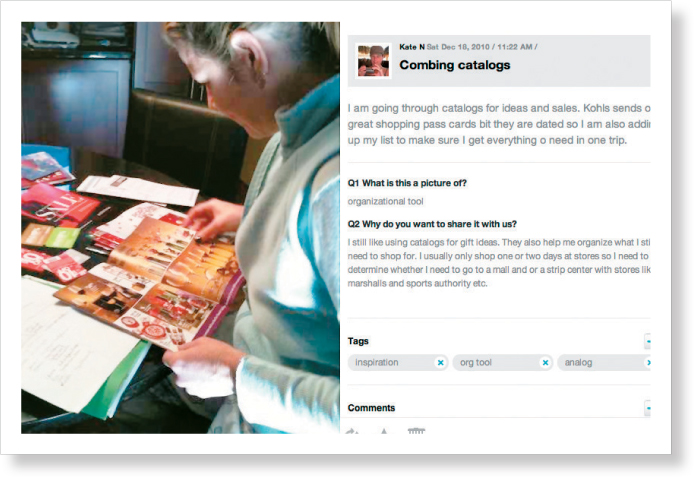 Kate N Sat Dec 18, 2010 / 11:22 AM /
Combing catalogs
I am going through catalogs for ideas and sales. Kohls sends o
great shopping pass cards bit they are dated so I am also addin
up my list to make sure I get everything o need in one trip.
Q1 What is this a picture of?
organizational tool
Q2 Why do you want to share it with us?
I still like using catalogs for gift ideas. They also help me organize what I sti
need to shop for. I usually only shop one or two days at stores so I need to
determine whether I need to go to a mall and or a strip center with stores lik
marshalls and sports authority etc.
Tags
inspiration
org tool
analog
Comments
SALE